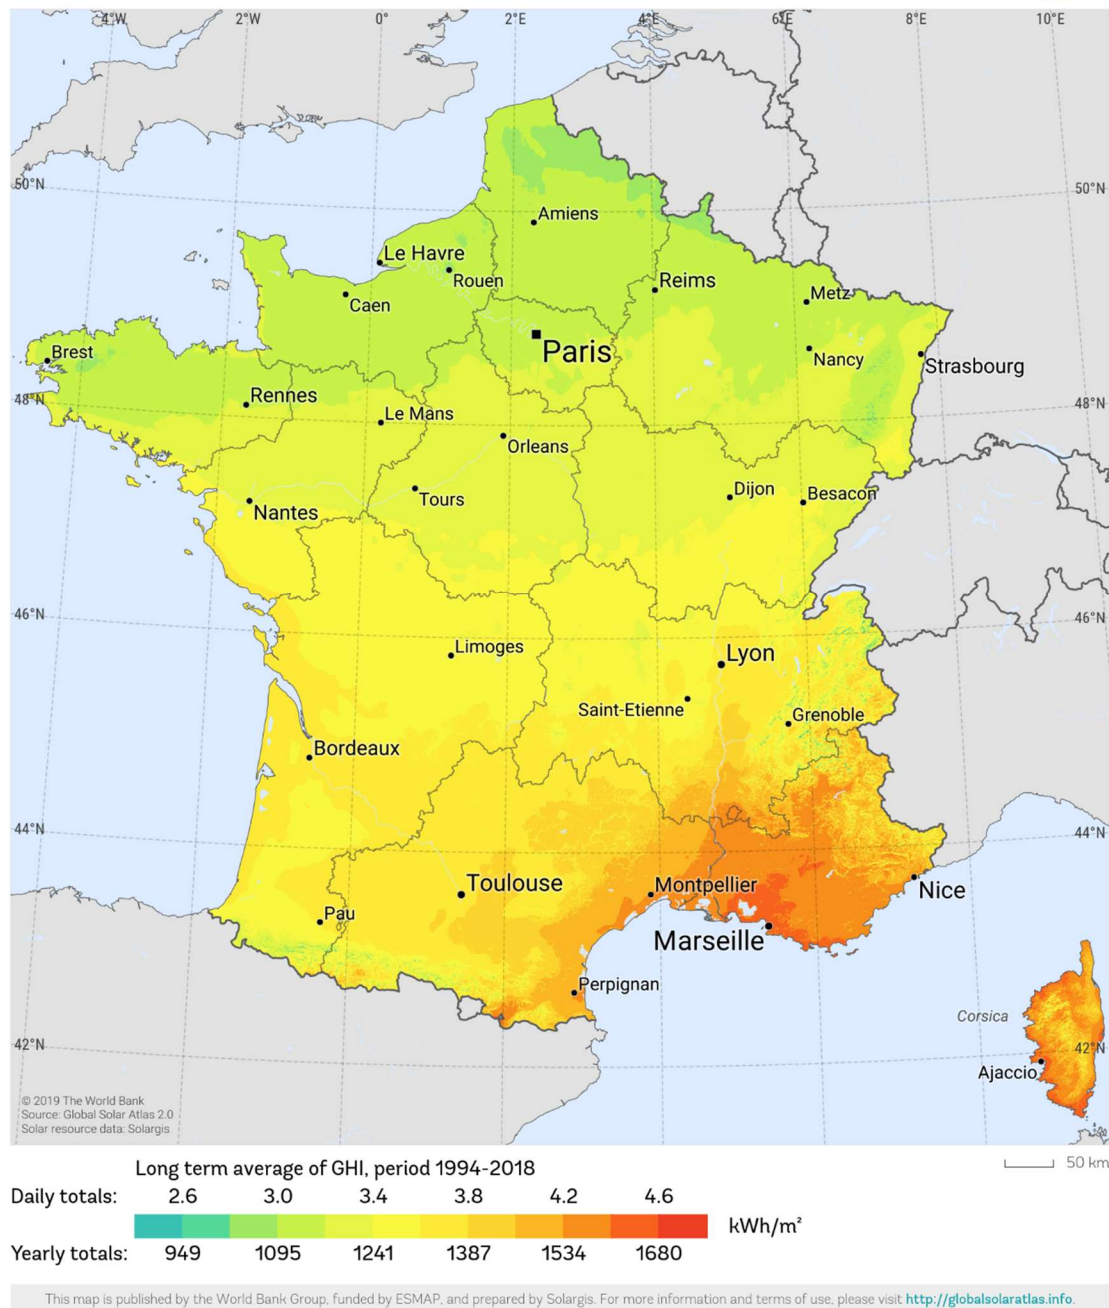 4°W 2°W 0° 2°E 4°E 6°E 8°E 10°E
50°N 50°N
Amiens
Le Havre
Rouen
Reims
Caen
Metz
Paris
Brest
Nancy
Strasbourg
Rennes
48°N 48°N
Le Mans
Orleans
Tours
Dijon
Besacon
Nantes
46°N 46°N
Limoges
Lyon
Saint-Etienne
Grenoble
Bordeaux
44°N 44°N
Toulouse
Montpellier
Nice
Pau
Marseille
Perpignan
Corsica
42°N 42°N
Ajaccio
© 2019 The World Bank
Source: Global Solar Atlas 2.0
Solar resource data: Solargis
Long term average of GHI, period 1994-2018
50 km
Daily totals: 2.6 3.0 3.4 3.8 4.2 4.6
kWh/m²
Yearly totals: 949 1095 1241 1387 1534 1680
This map is published by the World Bank Group, funded by ESMAP, and prepared by Solargis. For more information and terms of use, please visit http://globalsolaratlas.info.